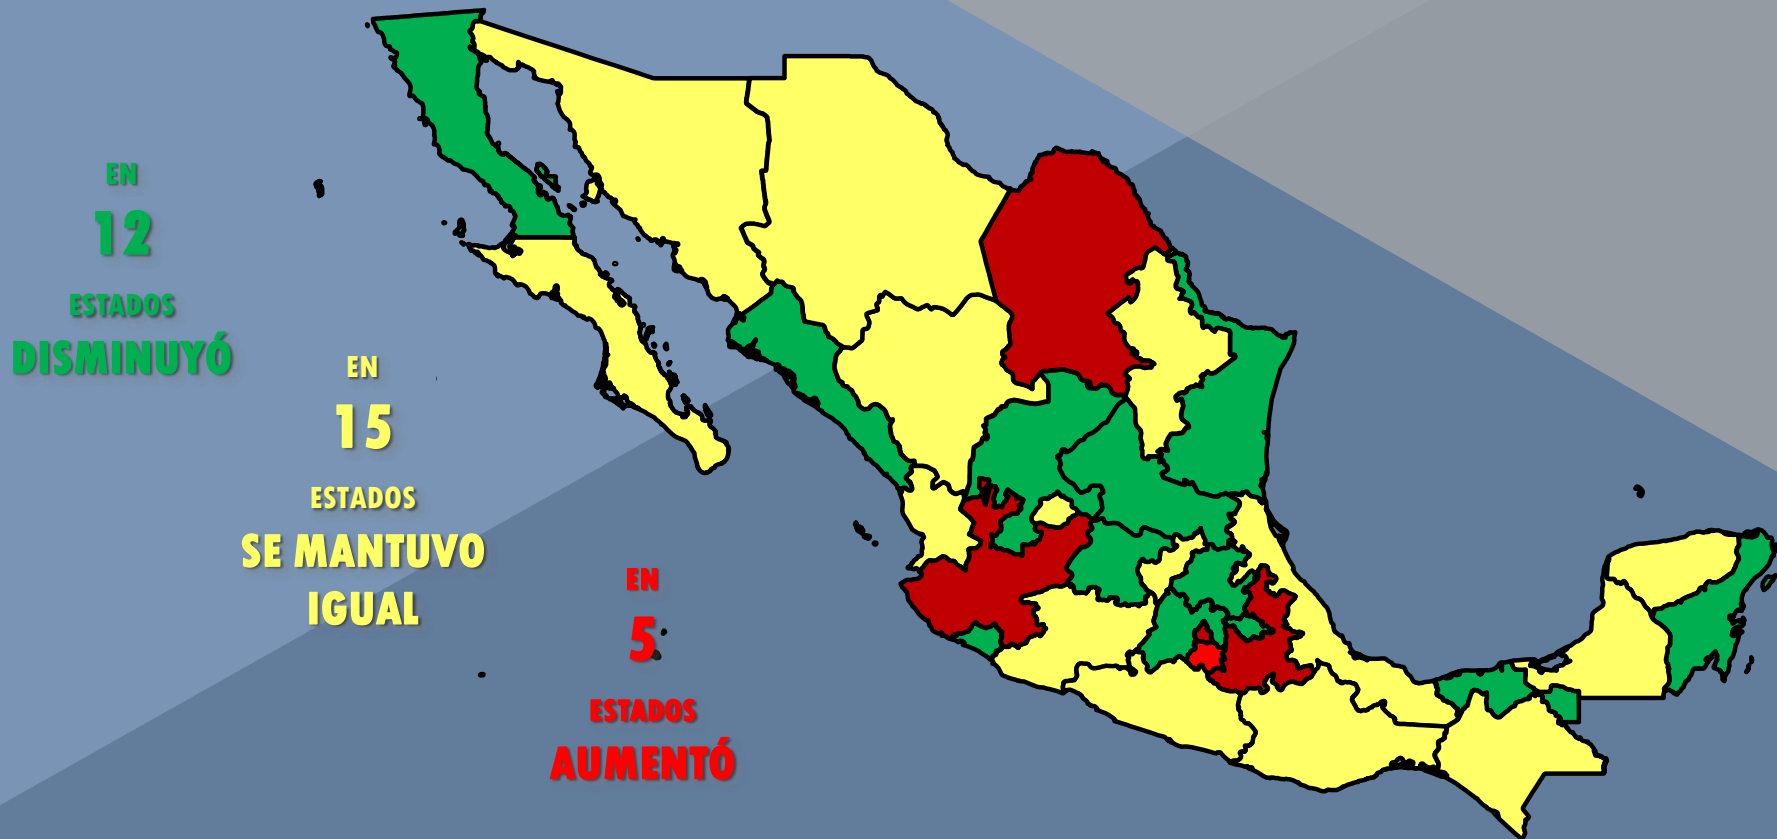 EN
12
ESTADOS
DISMINUYÓ
EN
15
ESTADOS
SE MANTUVO
IGUAL
EN
5
ESTADOS
AUMENTÓ